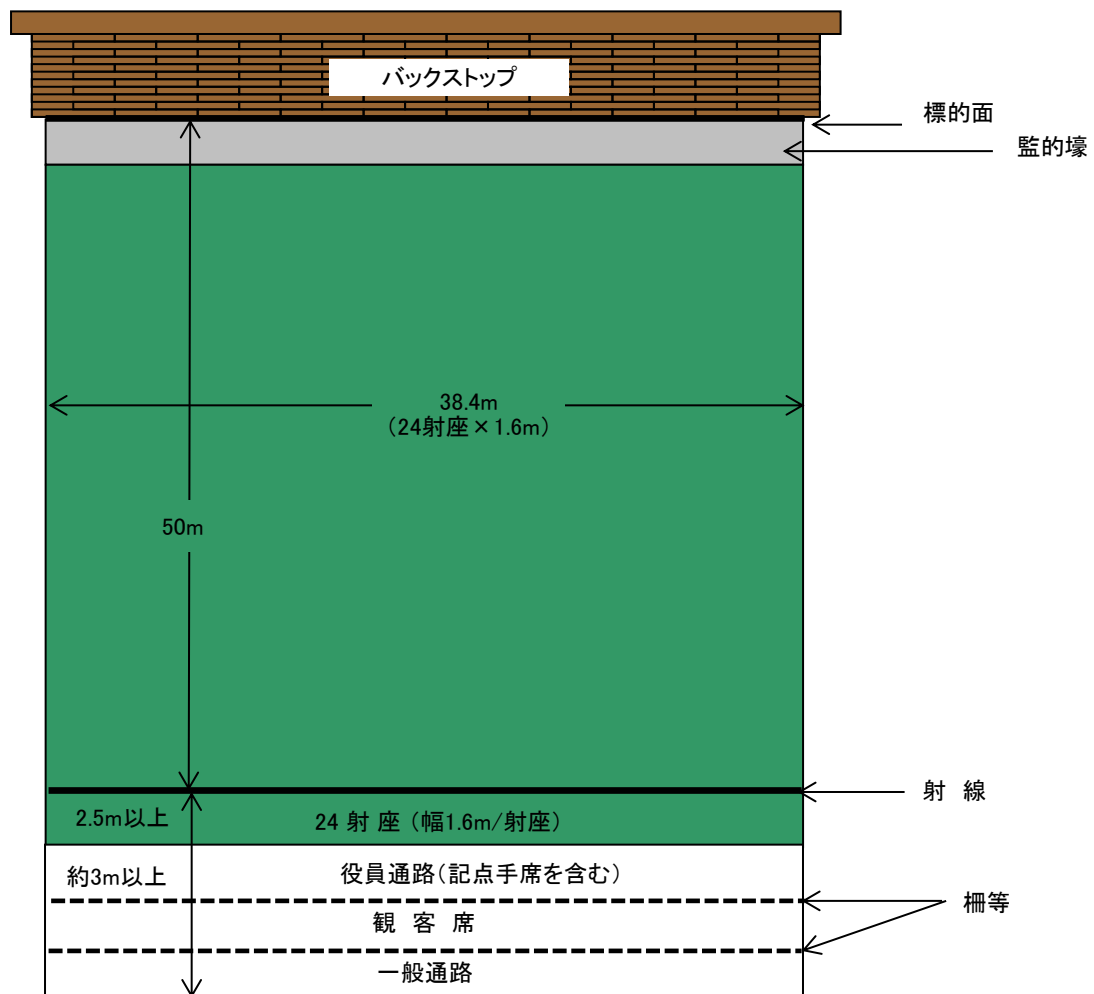 バックストップ
標的面
監的壕
38.4m
（24射座×1.6m）
50m
射 線
2.5m以上
24 射 座 （幅1.6m/射座）
約3m以上
役員通路（記点手席を含む）
柵等
観 客 席
一般通路